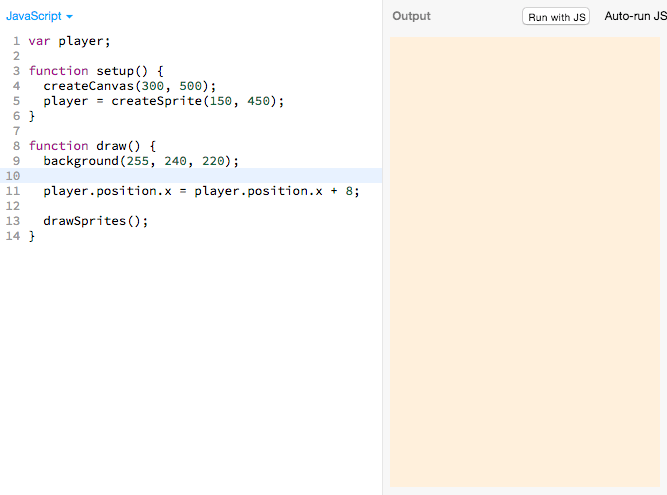 JavaScript
Output
Run with JS
Auto-run JS
1 var player;
2
3 function setup() {
4   createCanvas(300, 500);
5   player = createSprite(150, 450);
6 }
7
8 function draw() {
9   background(255, 240, 220);
10
11   player.position.x = player.position.x + 8;
12
13   drawSprites();
14 }